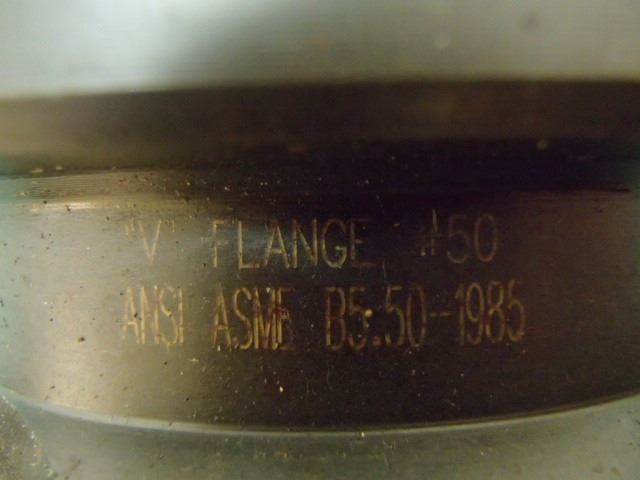 "V" FLANGE #50
ANSI ASME B5.50-1985